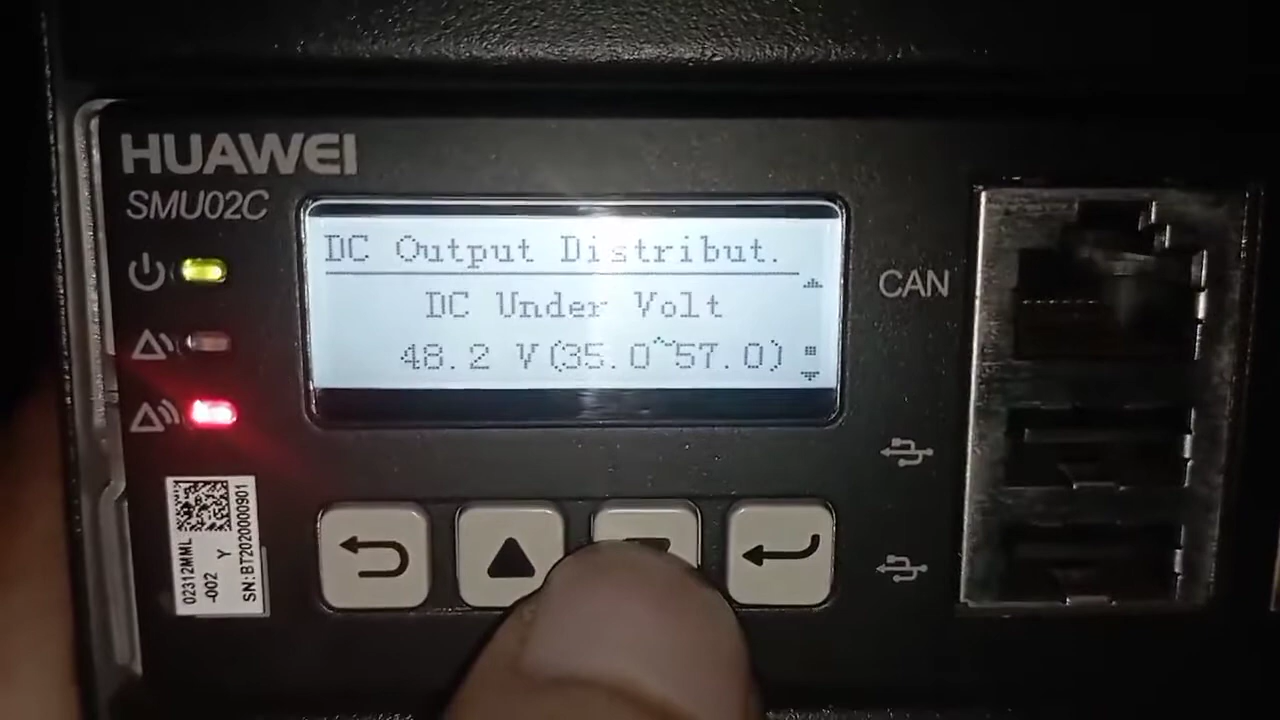 HUAWEI
SMU02C
DC Output Distribut.
DC Under Volt
48.2 V(35.0~57.0)
CAN
02312MML
-002 Y
SN:BT2020000901